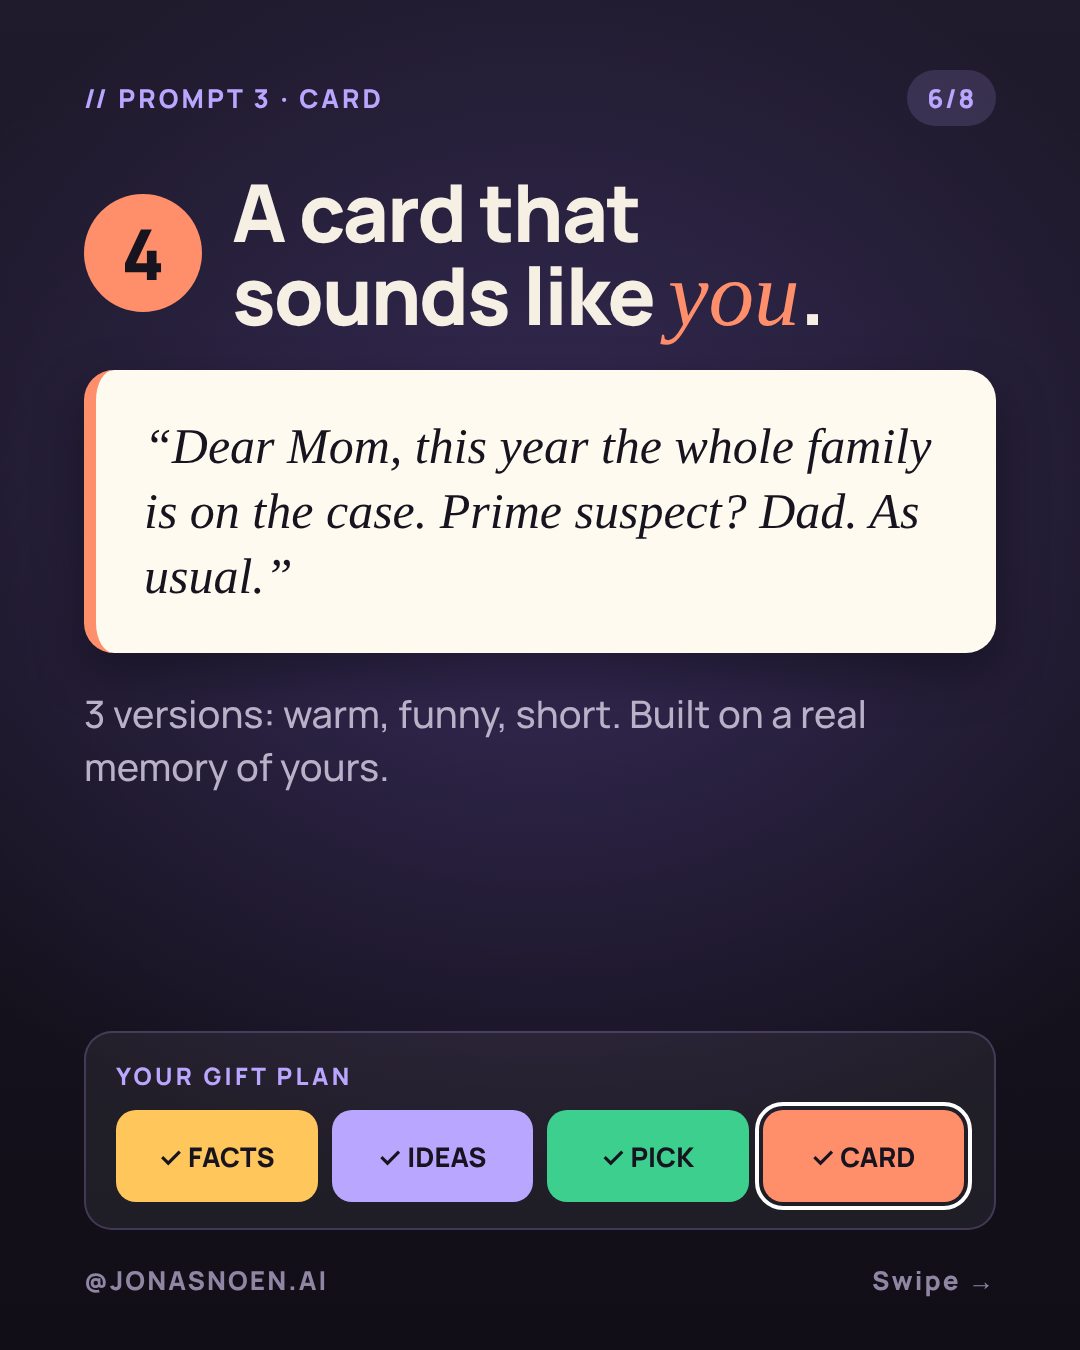 // PROMPT 3 · CARD
6/8
4
A card that
sounds like you.
“Dear Mom, this year the whole family
is on the case. Prime suspect? Dad. As
usual.”
3 versions: warm, funny, short. Built on a real
memory of yours.
YOUR GIFT PLAN
✓ FACTS
✓ IDEAS
✓ PICK
✓ CARD
@JONASNOEN.AI
Swipe →